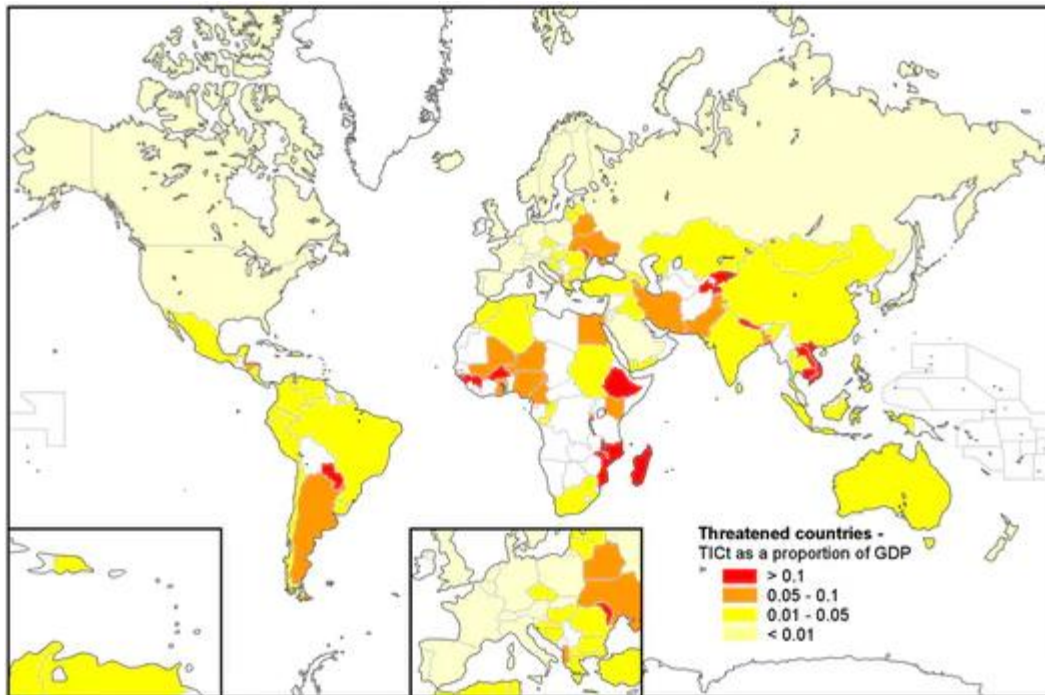 Threatened countries -
TICt as a proportion of GDP
> 0.1
0.05 - 0.1
0.01 - 0.05
< 0.01